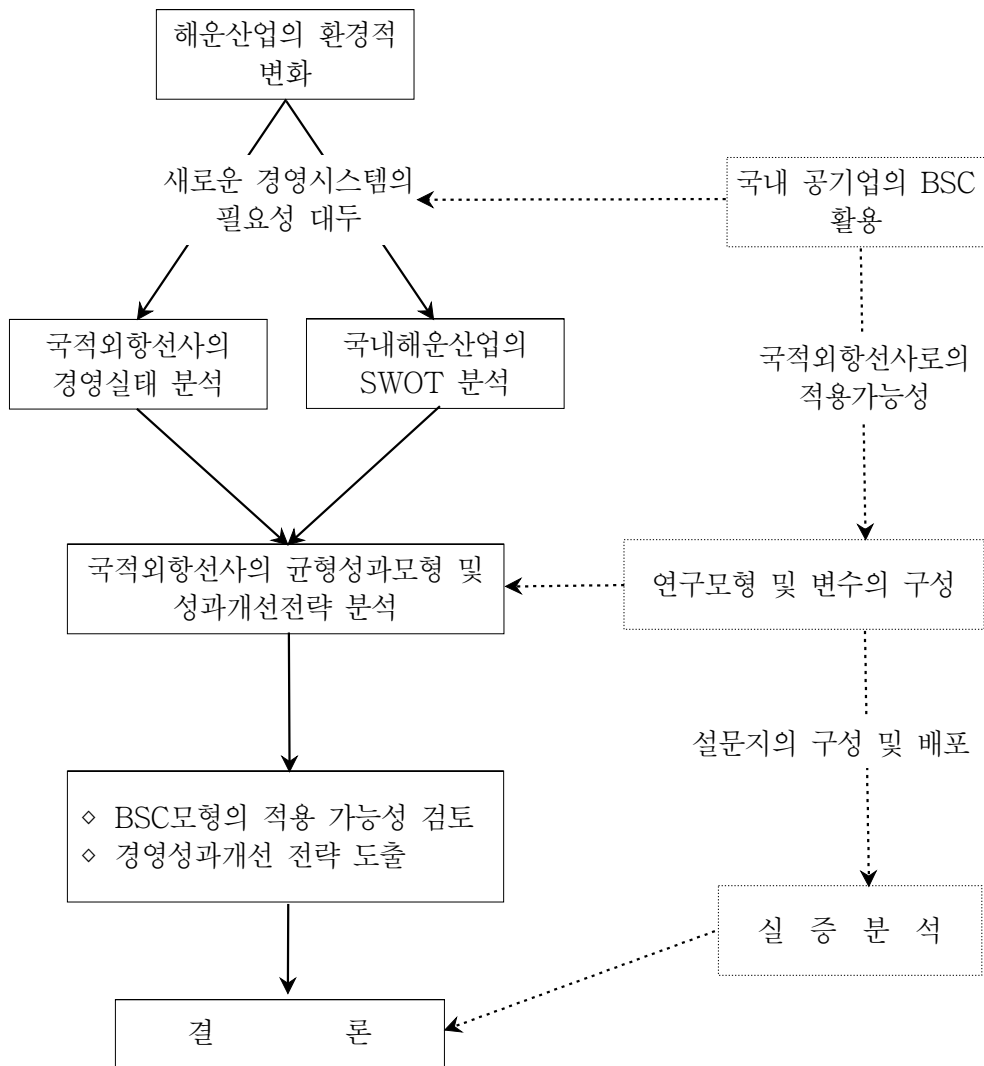 해운산업의 환경적
변화
새로운 경영시스템의
필요성 대두
국내 공기업의 BSC
활용
국적외항선사의
경영실태 분석
국내해운산업의
SWOT 분석
국적외항선사로의
적용가능성
국적외항선사의 균형성과모형 및
성과개선전략 분석
연구모형 및 변수의 구성
설문지의 구성 및 배포
◇ BSC모형의 적용 가능성 검토
◇ 경영성과개선 전략 도출
실 증 분 석
결 론